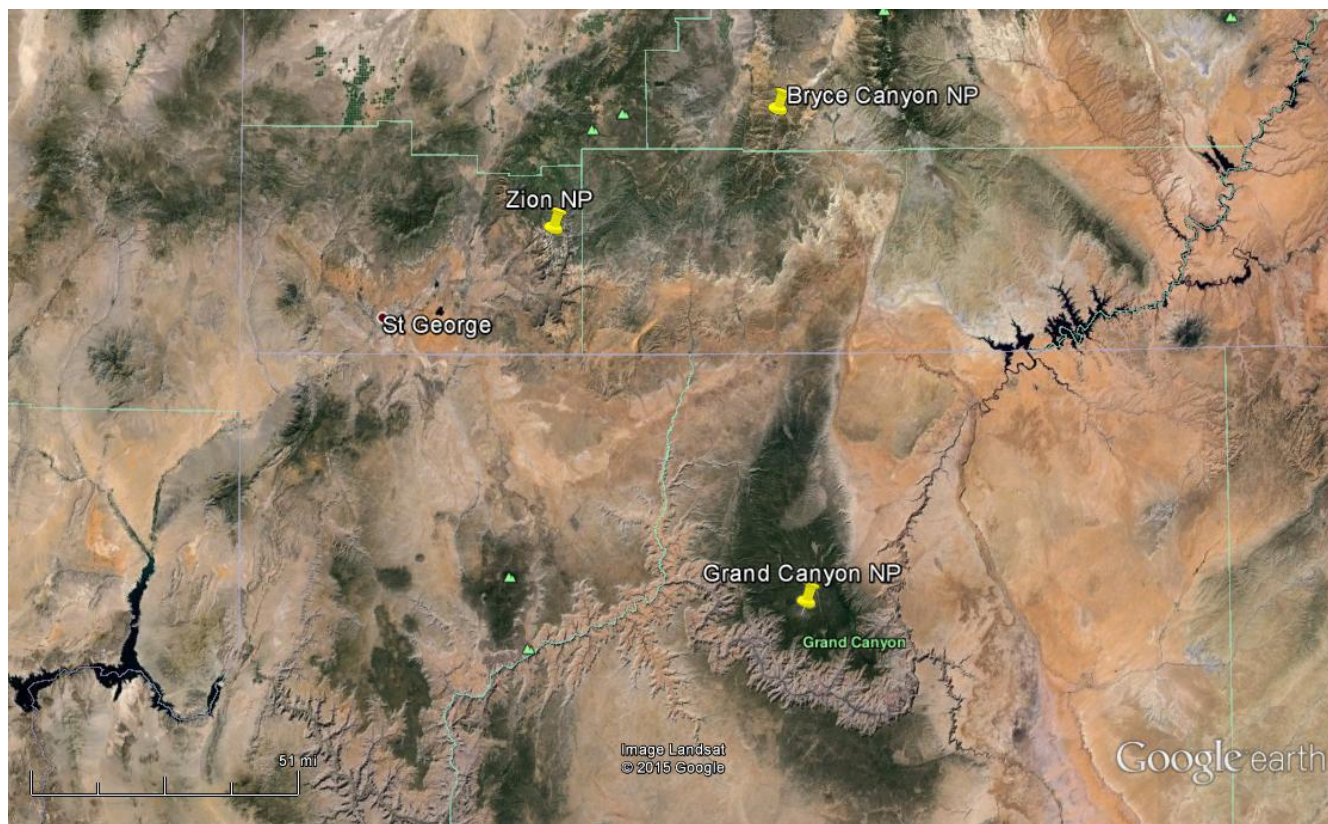 Bryce Canyon NP
Zion NP
St George
Grand Canyon NP
Grand Canyon
51 mi
Image Landsat
© 2015 Google
Google earth